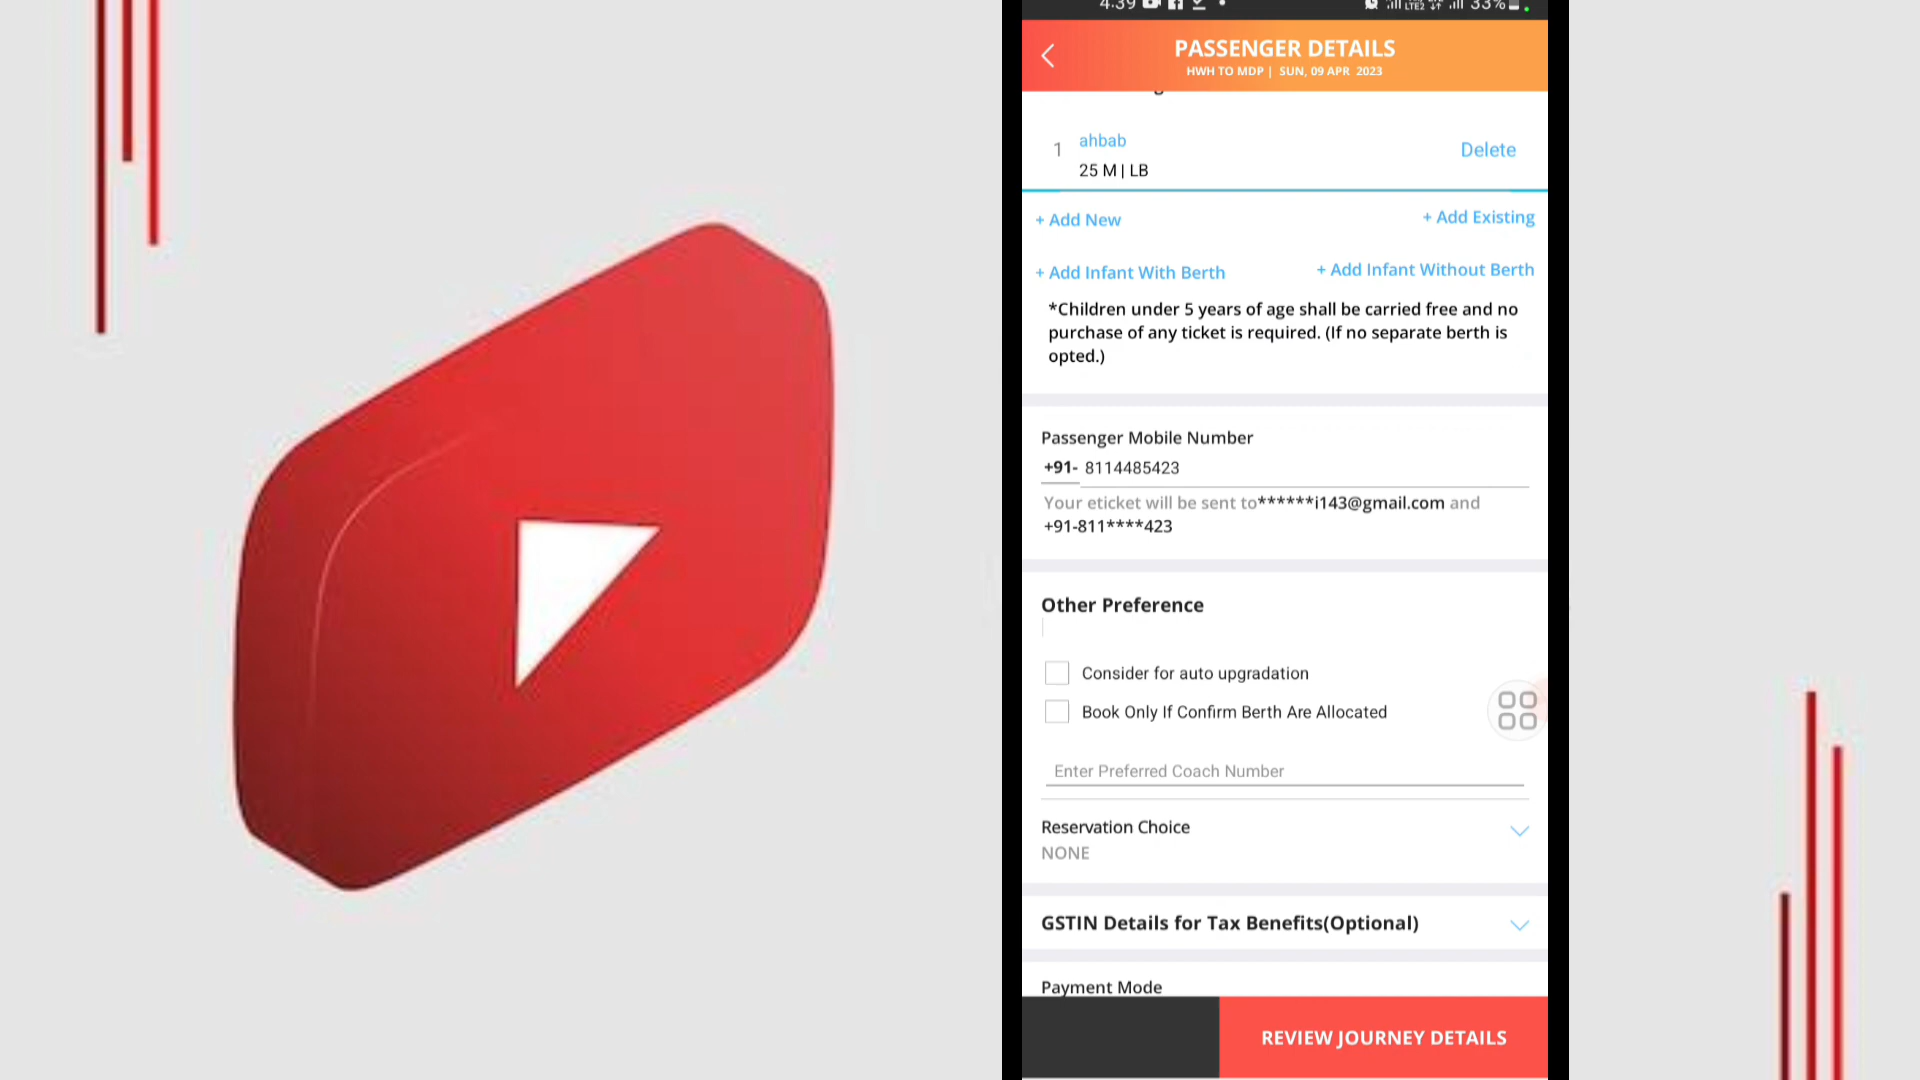 4:39
LTE2 33%
PASSENGER DETAILS
HWH TO MDP | SUN, 09 APR 2023
1
ahbab
25 M | LB
Delete
+ Add New
+ Add Existing
+ Add Infant With Berth
+ Add Infant Without Berth
*Children under 5 years of age shall be carried free and no
purchase of any ticket is required. (If no separate berth is
opted.)
Passenger Mobile Number
+91- 8114485423
Your eticket will be sent to******i143@gmail.com and
+91-811****423
Other Preference
Consider for auto upgradation
Book Only If Confirm Berth Are Allocated
Enter Preferred Coach Number
Reservation Choice
NONE
GSTIN Details for Tax Benefits(Optional)
Payment Mode
REVIEW JOURNEY DETAILS